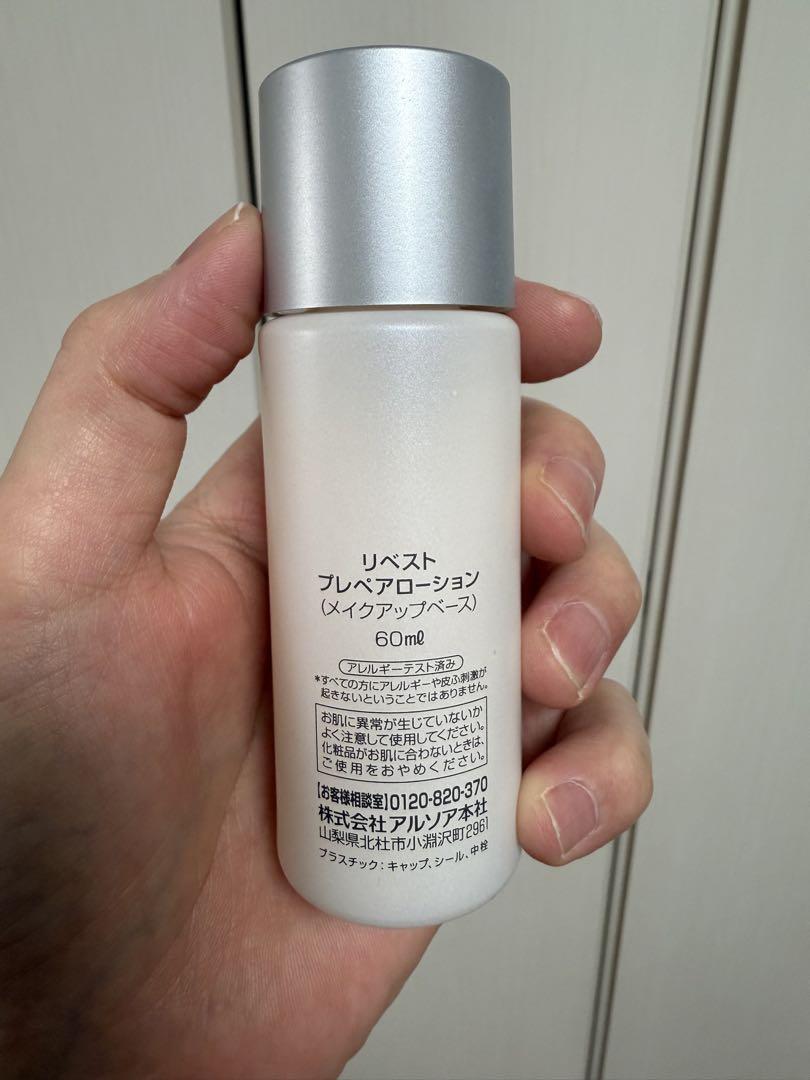 リベスト
プレペアローション
(メイクアップベース)
60ml
アレルギーテスト済み
*すべての方にアレルギーや皮ふ刺激が
起きないということではありません。
お肌に異常が生じていないか
よく注意して使用してください。
化粧品がお肌に合わないときは、
ご使用をおやめください。
【お客様相談室】0120-820-370
株式会社アルソア本社
山梨県北杜市小淵沢町2961
プラスチック:キャップ、シール、中栓